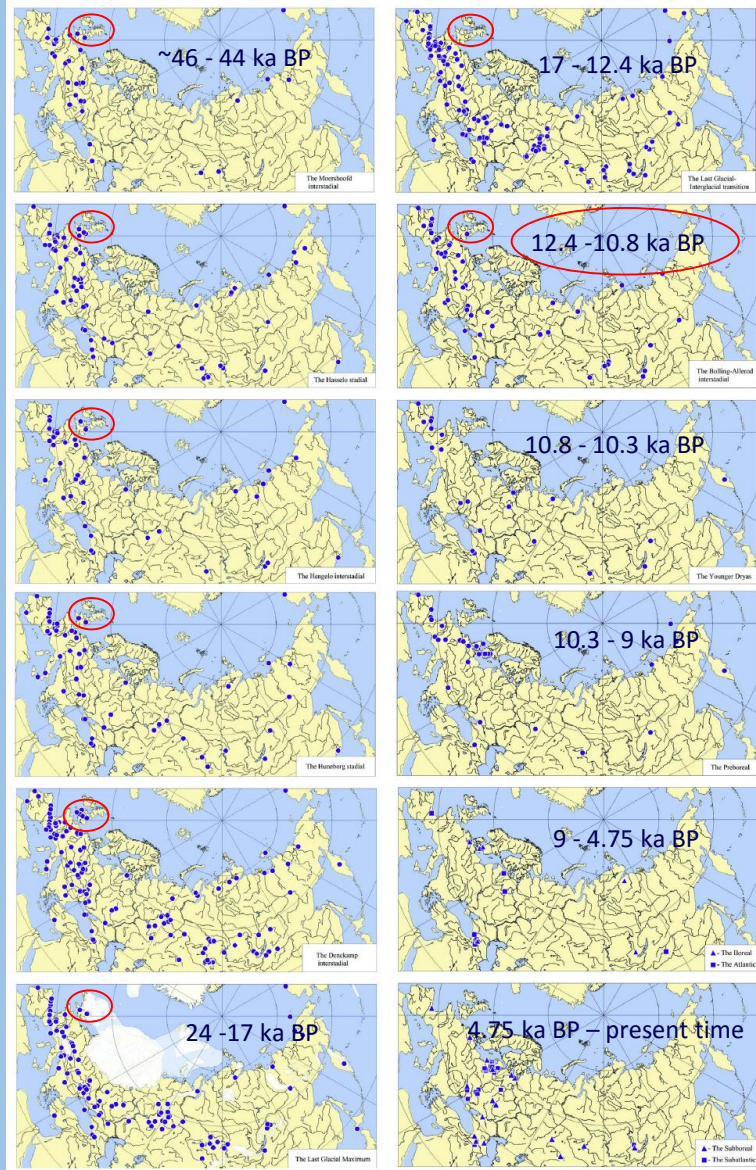 ~46 - 44 ka BP
The Moershoofd
interstadial
The Hasselo stadial
The Hengelo interstadial
The Huneborg stadial
The Denekamp
interstadial
24 -17 ka BP
The Last Glacial Maximum
17 - 12.4 ka BP
The Last Glacial-
Interglacial transition
12.4 -10.8 ka BP
The Bolling-Allerod
interstadial
10.8 - 10.3 ka BP
The Younger Dryas
10.3 - 9 ka BP
The Preboreal
9 - 4.75 ka BP
- The Boreal
- The Atlantic
4.75 ka BP – present time
- The Subboreal
- The Subatlantic